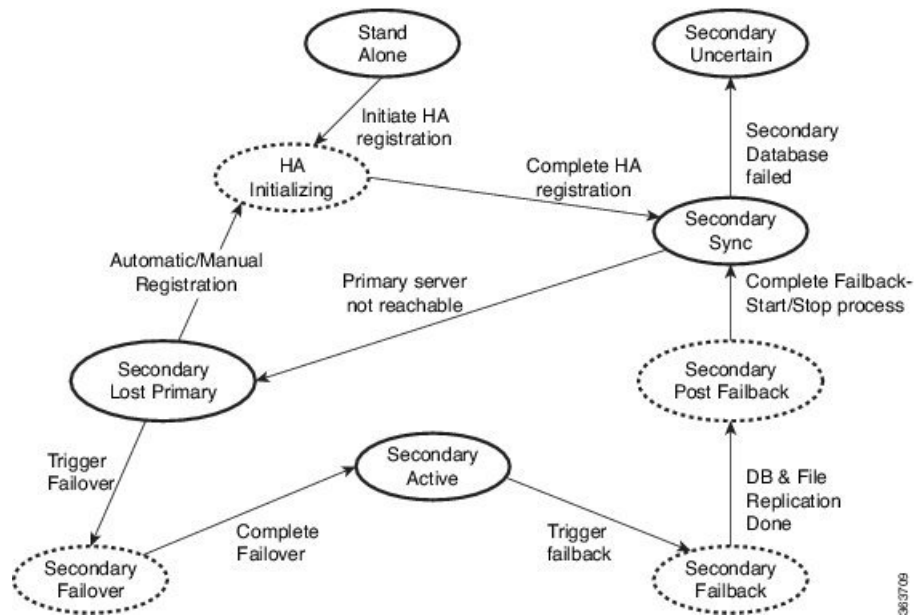 Stand
Alone
Secondary
Uncertain
Initiate HA
registration
Secondary
Database
failed
HA
Initializing
Complete HA
registration
Secondary
Sync
Automatic/Manual
Registration
Primary server
not reachable
Complete Failback-
Start/Stop process
Secondary
Lost Primary
Secondary
Post Failback
Trigger
Failover
Secondary
Active
DB & File
Replication
Done
Complete
Failover
Trigger
failback
Secondary
Failover
Secondary
Failback
363709